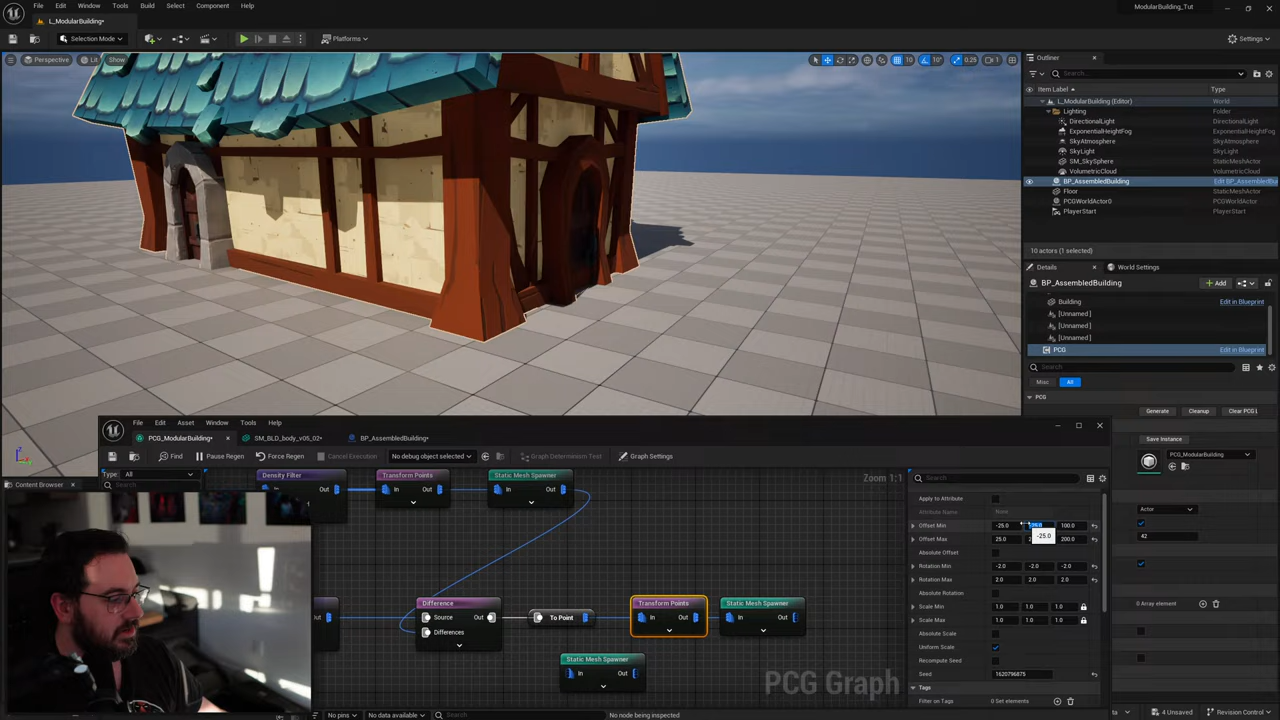 File Edit Window Tools Build Select Component Help
ModularBuilding_Tut
L_ModularBuilding*
Selection Mode
Platforms
Settings
Perspective Lit Show
10 10° 0.25 1
Outliner
Search...
Item Label Type
L_ModularBuilding (Editor) World
Lighting Folder
DirectionalLight DirectionalLight
ExponentialHeightFog ExponentialHeightFog
SkyAtmosphere SkyAtmosphere
SkyLight SkyLight
SM_SkySphere StaticMeshActor
VolumetricCloud VolumetricCloud
BP_AssembledBuilding Edit BP_AssembledBui
Floor StaticMeshActor
PCGWorldActor0 PCGWorldActor
PlayerStart PlayerStart
10 actors (1 selected)
Details World Settings
BP_AssembledBuilding
Add
Building Edit in Blueprint
[Unnamed ]
[Unnamed ]
[Unnamed ]
PCG Edit in Blueprint
Search
Misc All
PCG
Generate Cleanup Clear PCG L
Save Instance
PCG_ModularBuilding
Actor
42
0 Array element
File Edit Asset Window Tools Help
PCG_ModularBuilding* SM_BLD_body_v05_02* BP_AssembledBuilding*
Find Pause Regen Force Regen Cancel Execution No debug object selected Graph Determinism Test Graph Settings
Type: All
Search
Density Filter
Out
Transform Points
In Out
Static Mesh Spawner
In Out
Zoom 1:1
Out
Difference
Source Out
Differences
To Point
Transform Points
In Out
Static Mesh Spawner
In Out
Static Mesh Spawner
In Out
PCG Graph
Search
Apply to Attribute
Attribute Name None
Offset Min -25.0 100.0
-25.0
Offset Max 25.0 200.0
Absolute Offset
Rotation Min -2.0 -2.0 -2.0
Rotation Max 2.0 2.0 2.0
Absolute Rotation
Scale Min 1.0 1.0 1.0
Scale Max 1.0 1.0 1.0
Absolute Scale
Uniform Scale
Recompute Seed
Seed 1620796875
Tags
Filter on Tags 0 Set elements
Content Browser
No pins No data available Search No node being inspected
4 Unsaved Revision Control